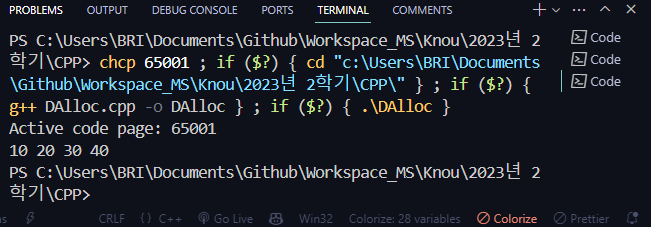 PROBLEMS OUTPUT DEBUG CONSOLE PORTS TERMINAL COMMENTS
PS C:\Users\BRI\Documents\Github\Workspace_MS\Knou\2023년 2
학기\CPP> chcp 65001 ; if ($?) { cd "c:\Users\BRI\Documents
\Github\Workspace_MS\Knou\2023년 2학기\CPP\" } ; if ($?) {
g++ DAlloc.cpp -o DAlloc } ; if ($?) { .\DAlloc }
Active code page: 65001
10 20 30 40
PS C:\Users\BRI\Documents\Github\Workspace_MS\Knou\2023년 2
학기\CPP>
Code
Code
Code
CRLF {} C++ Go Live Win32 Colorize: 28 variables Colorize Prettier